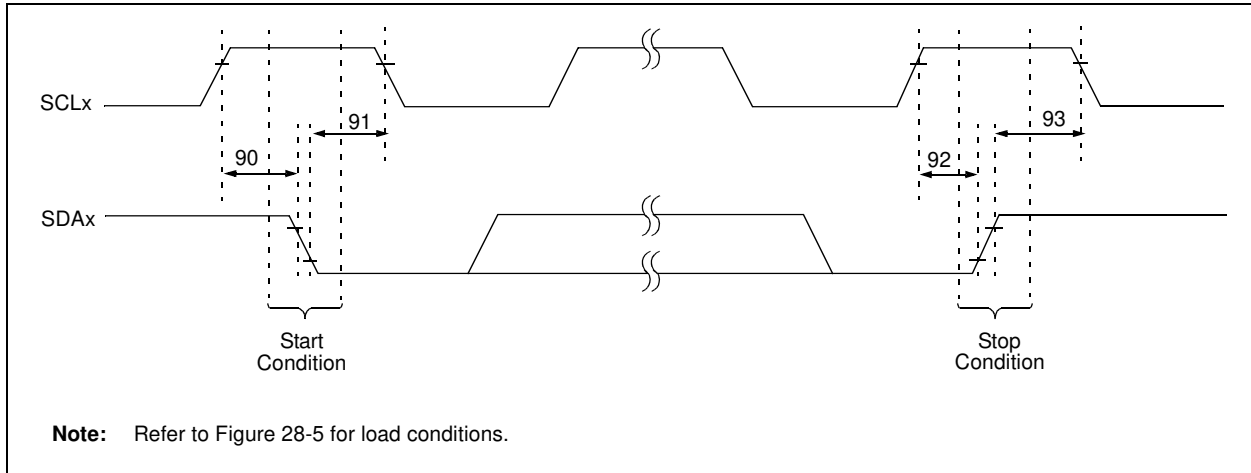 SCLx
91
93
90
92
SDAx
Start
Condition
Stop
Condition
Note: Refer to Figure 28-5 for load conditions.